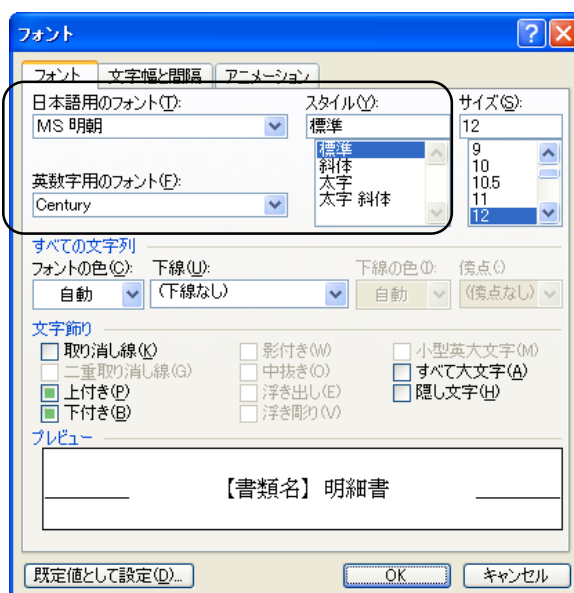 フォント
フォント 文字幅と間隔 アニメーション
日本語用のフォント(T): スタイル(Y): サイズ(S):
MS 明朝 標準 12
標準 9
斜体 10
太字 10.5
太字 斜体 11
12
英数字用のフォント(F):
Century
すべての文字列
フォントの色(C): 下線(U): 下線の色(I): 傍点(:)
自動 (下線なし) 自動 (傍点なし)
文字飾り
取り消し線(K) 影付き(W) 小型英大文字(M)
二重取り消し線(G) 中抜き(O) すべて大文字(A)
上付き(P) 浮き出し(E) 隠し文字(H)
下付き(B) 浮き彫り(V)
プレビュー
【書類名】明細書
既定値として設定(D)... OK キャンセル